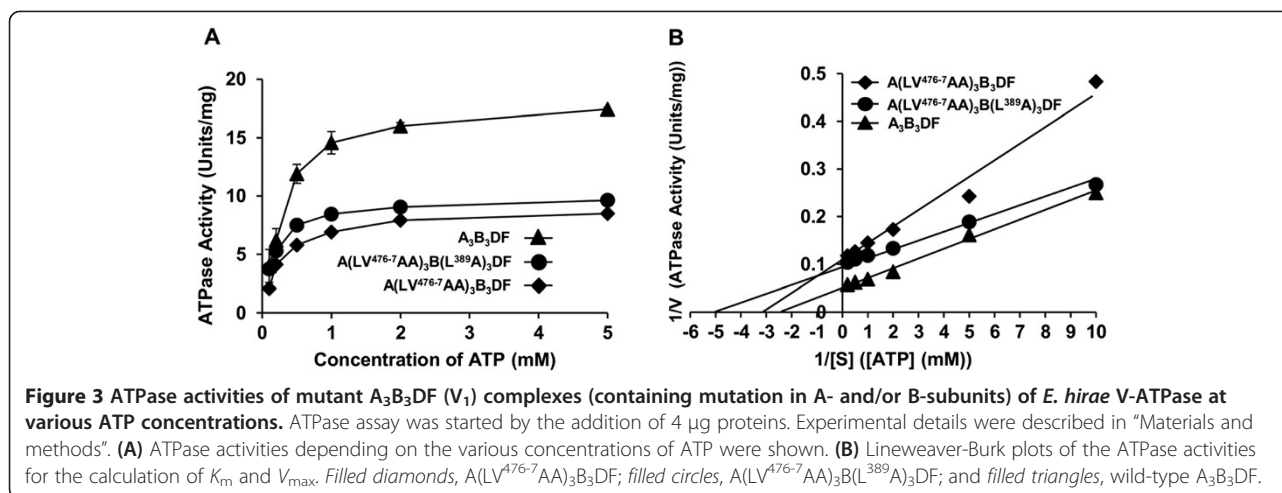 A
ATPase Activity (Units/mg)
20
15
10
5
0
0 1 2 3 4 5
Concentration of ATP (mM)
A₃B₃DF
A(LV⁴⁷⁶⁻⁷AA)₃B(L³⁸⁹A)₃DF
A(LV⁴⁷⁶⁻⁷AA)₃B₃DF
B
1/V (ATPase Activity (Units/mg))
0.5
0.4
0.3
0.2
0.1
0
-6 -5 -4 -3 -2 -1 0 1 2 3 4 5 6 7 8 9 10
1/[S] ([ATP] (mM))
A(LV⁴⁷⁶⁻⁷AA)₃B₃DF
A(LV⁴⁷⁶⁻⁷AA)₃B(L³⁸⁹A)₃DF
A₃B₃DF
Figure 3 ATPase activities of mutant A₃B₃DF (V₁) complexes (containing mutation in A- and/or B-subunits) of E. hirae V-ATPase at
various ATP concentrations. ATPase assay was started by the addition of 4 μg proteins. Experimental details were described in “Materials and
methods”. (A) ATPase activities depending on the various concentrations of ATP were shown. (B) Lineweaver-Burk plots of the ATPase activities
for the calculation of Kₘ and Vₘₐₓ. Filled diamonds, A(LV⁴⁷⁶⁻⁷AA)₃B₃DF; filled circles, A(LV⁴⁷⁶⁻⁷AA)₃B(L³⁸⁹A)₃DF; and filled triangles, wild-type A₃B₃DF.